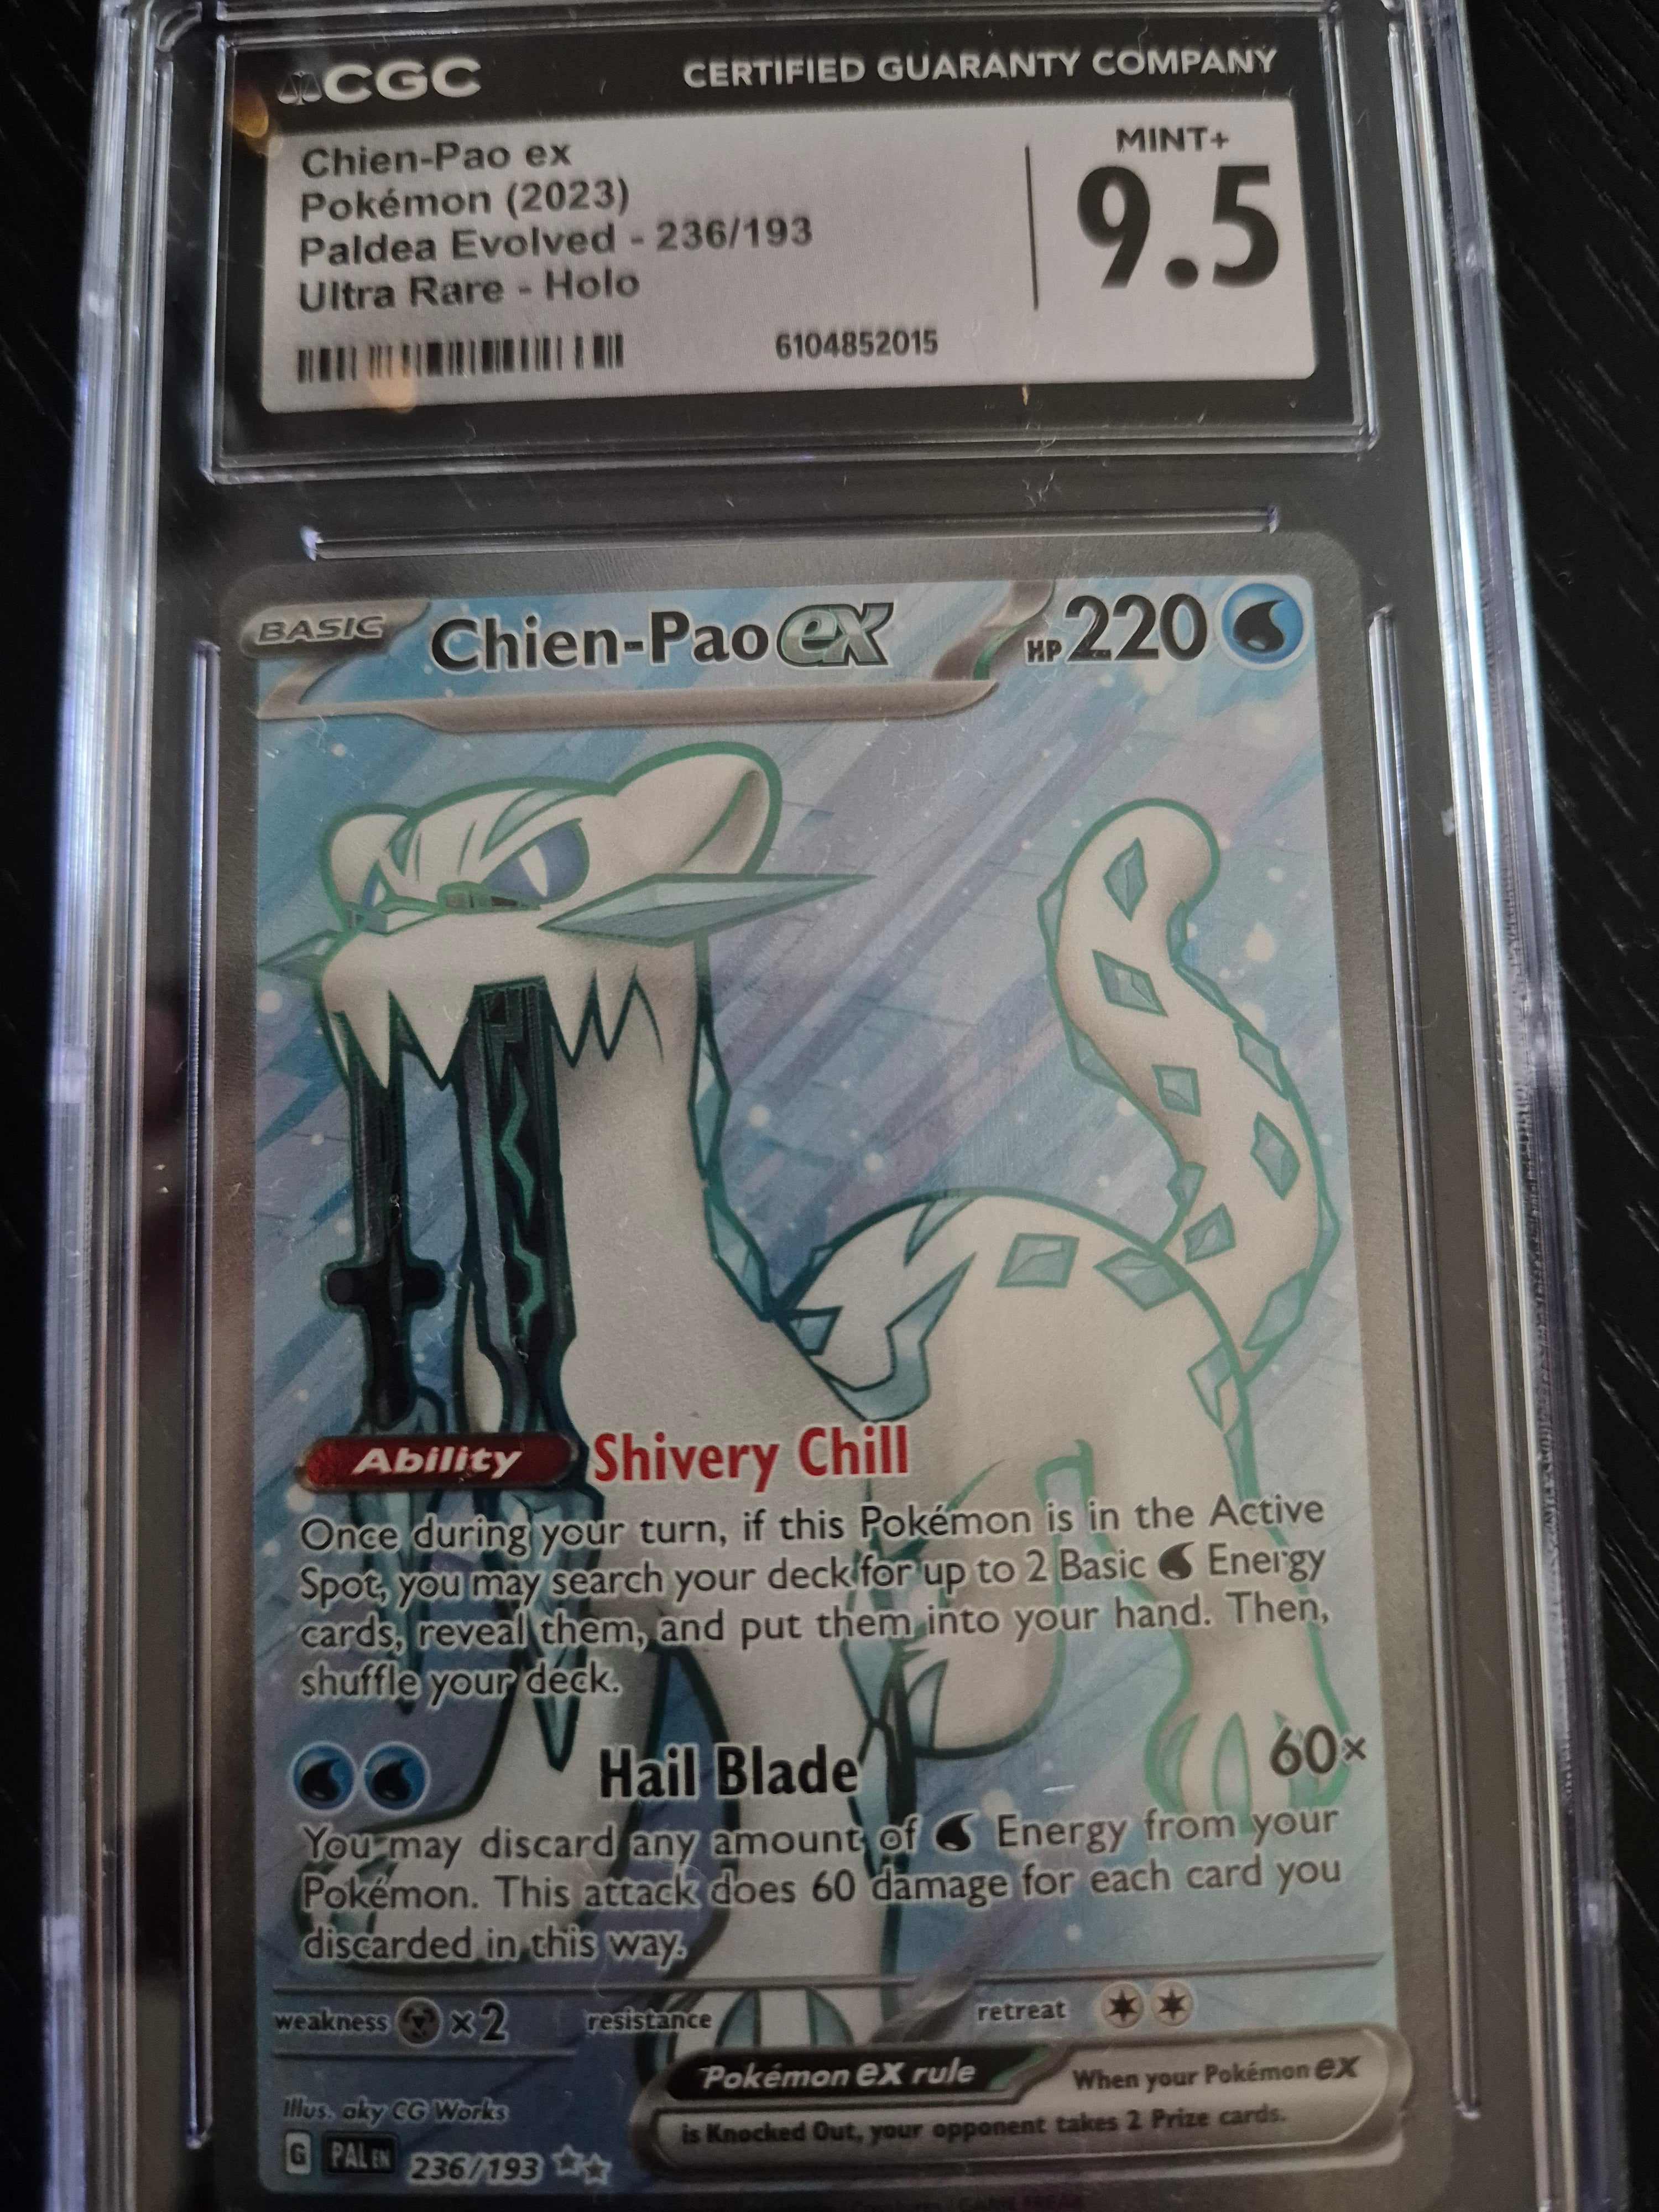 CGC CERTIFIED GUARANTY COMPANY
Chien-Pao ex
Pokémon (2023)
Paldea Evolved - 236/193
Ultra Rare - Holo
6104852015
MINT+
9.5
BASIC Chien-Pao ex HP 220
Ability Shivery Chill
Once during your turn, if this Pokémon is in the Active
Spot, you may search your deck for up to 2 Basic Energy
cards, reveal them, and put them into your hand. Then,
shuffle your deck.
Hail Blade 60×
You may discard any amount of Energy from your
Pokémon. This attack does 60 damage for each card you
discarded in this way.
weakness ×2 resistance retreat
Pokémon ex rule When your Pokémon ex
is Knocked Out, your opponent takes 2 Prize cards.
Illus. aky CG Works
G PAL EN 236/193